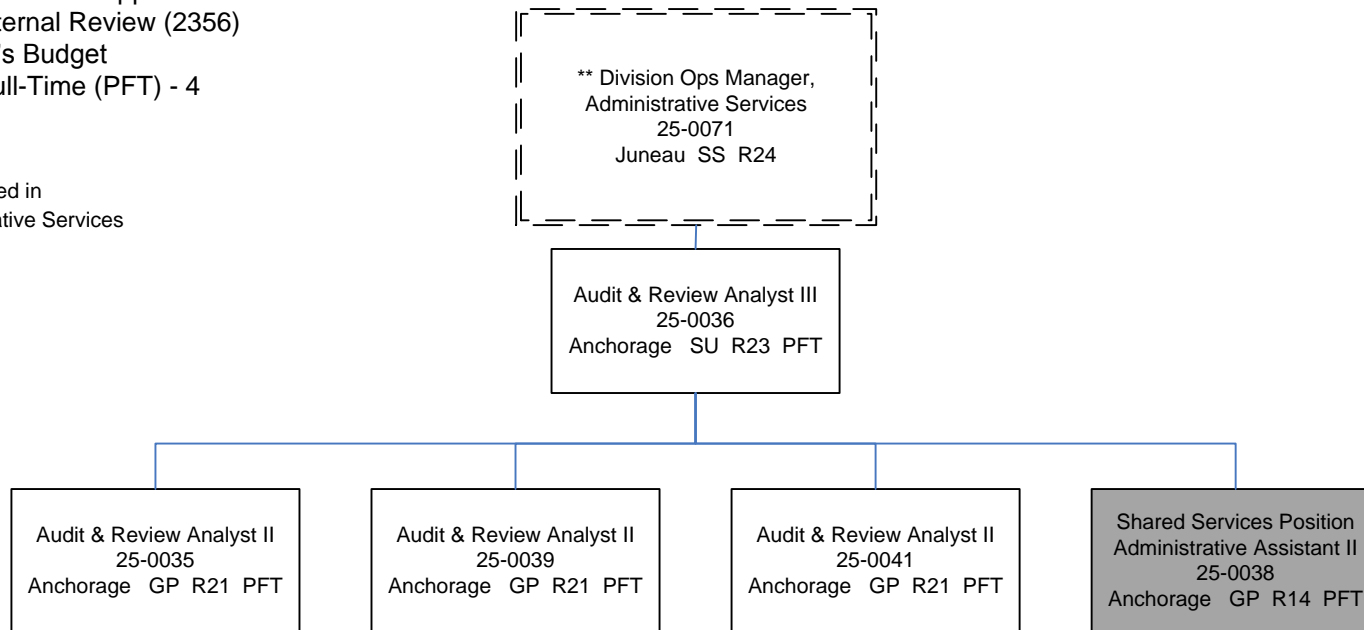 ternal Review (2356)
's Budget
ull-Time (PFT) - 4
ed in
ative Services
** Division Ops Manager,
Administrative Services
25-0071
Juneau SS R24
Audit & Review Analyst III
25-0036
Anchorage SU R23 PFT
Audit & Review Analyst II
25-0035
Anchorage GP R21 PFT
Audit & Review Analyst II
25-0039
Anchorage GP R21 PFT
Audit & Review Analyst II
25-0041
Anchorage GP R21 PFT
Shared Services Position
Administrative Assistant II
25-0038
Anchorage GP R14 PFT